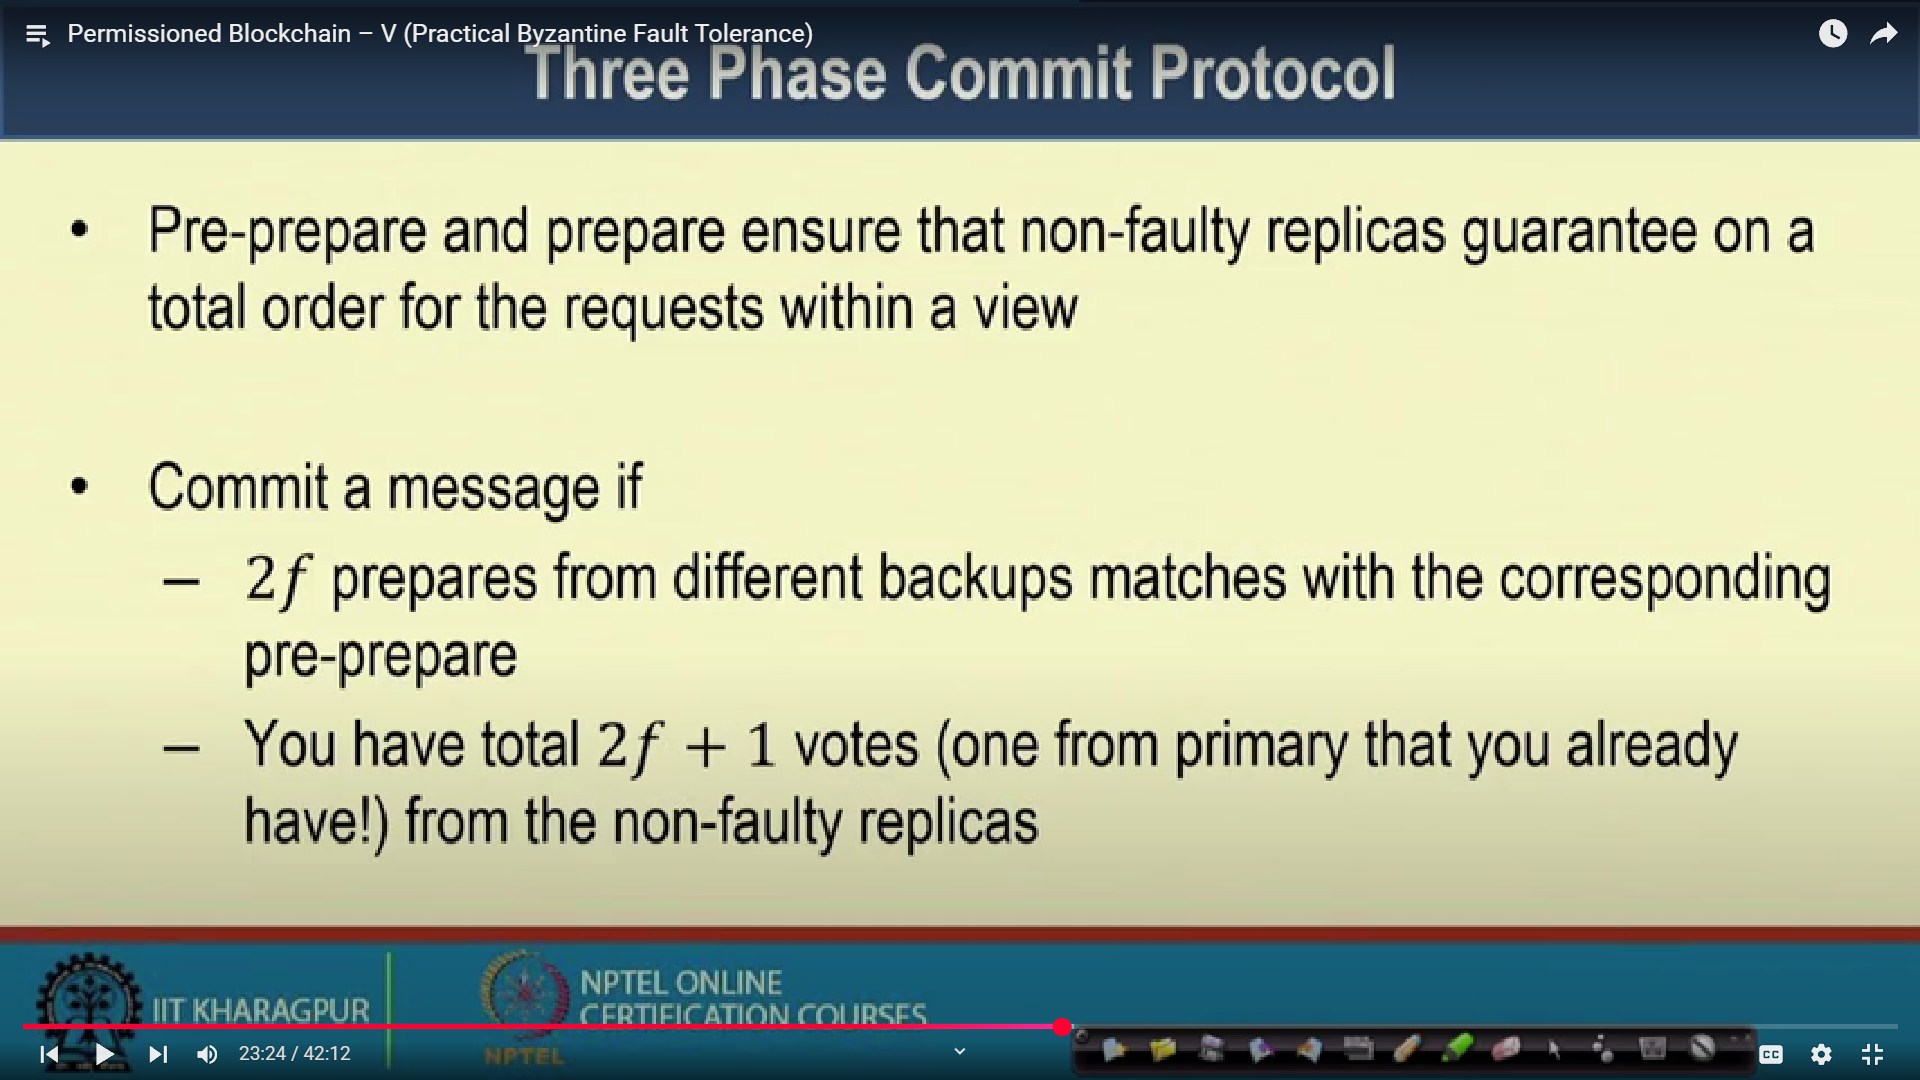 Permissioned Blockchain – V (Practical Byzantine Fault Tolerance)
Three Phase Commit Protocol
• Pre-prepare and prepare ensure that non-faulty replicas guarantee on a
total order for the requests within a view
• Commit a message if
– 2f prepares from different backups matches with the corresponding
pre-prepare
– You have total 2f + 1 votes (one from primary that you already
have!) from the non-faulty replicas
IIT KHARAGPUR
NPTEL
NPTEL ONLINE
CERTIFICATION COURSES
23:24 / 42:12
CC